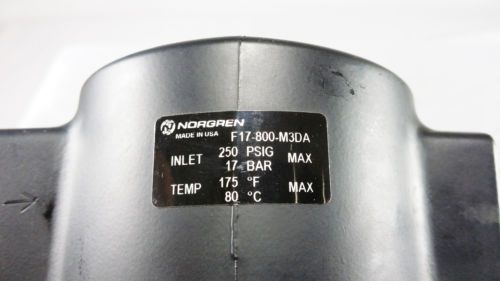 NORGREN
MADE IN USA F17-800-M3DA
INLET 250 PSIG MAX
17 BAR
TEMP 175 °F MAX
80 °C